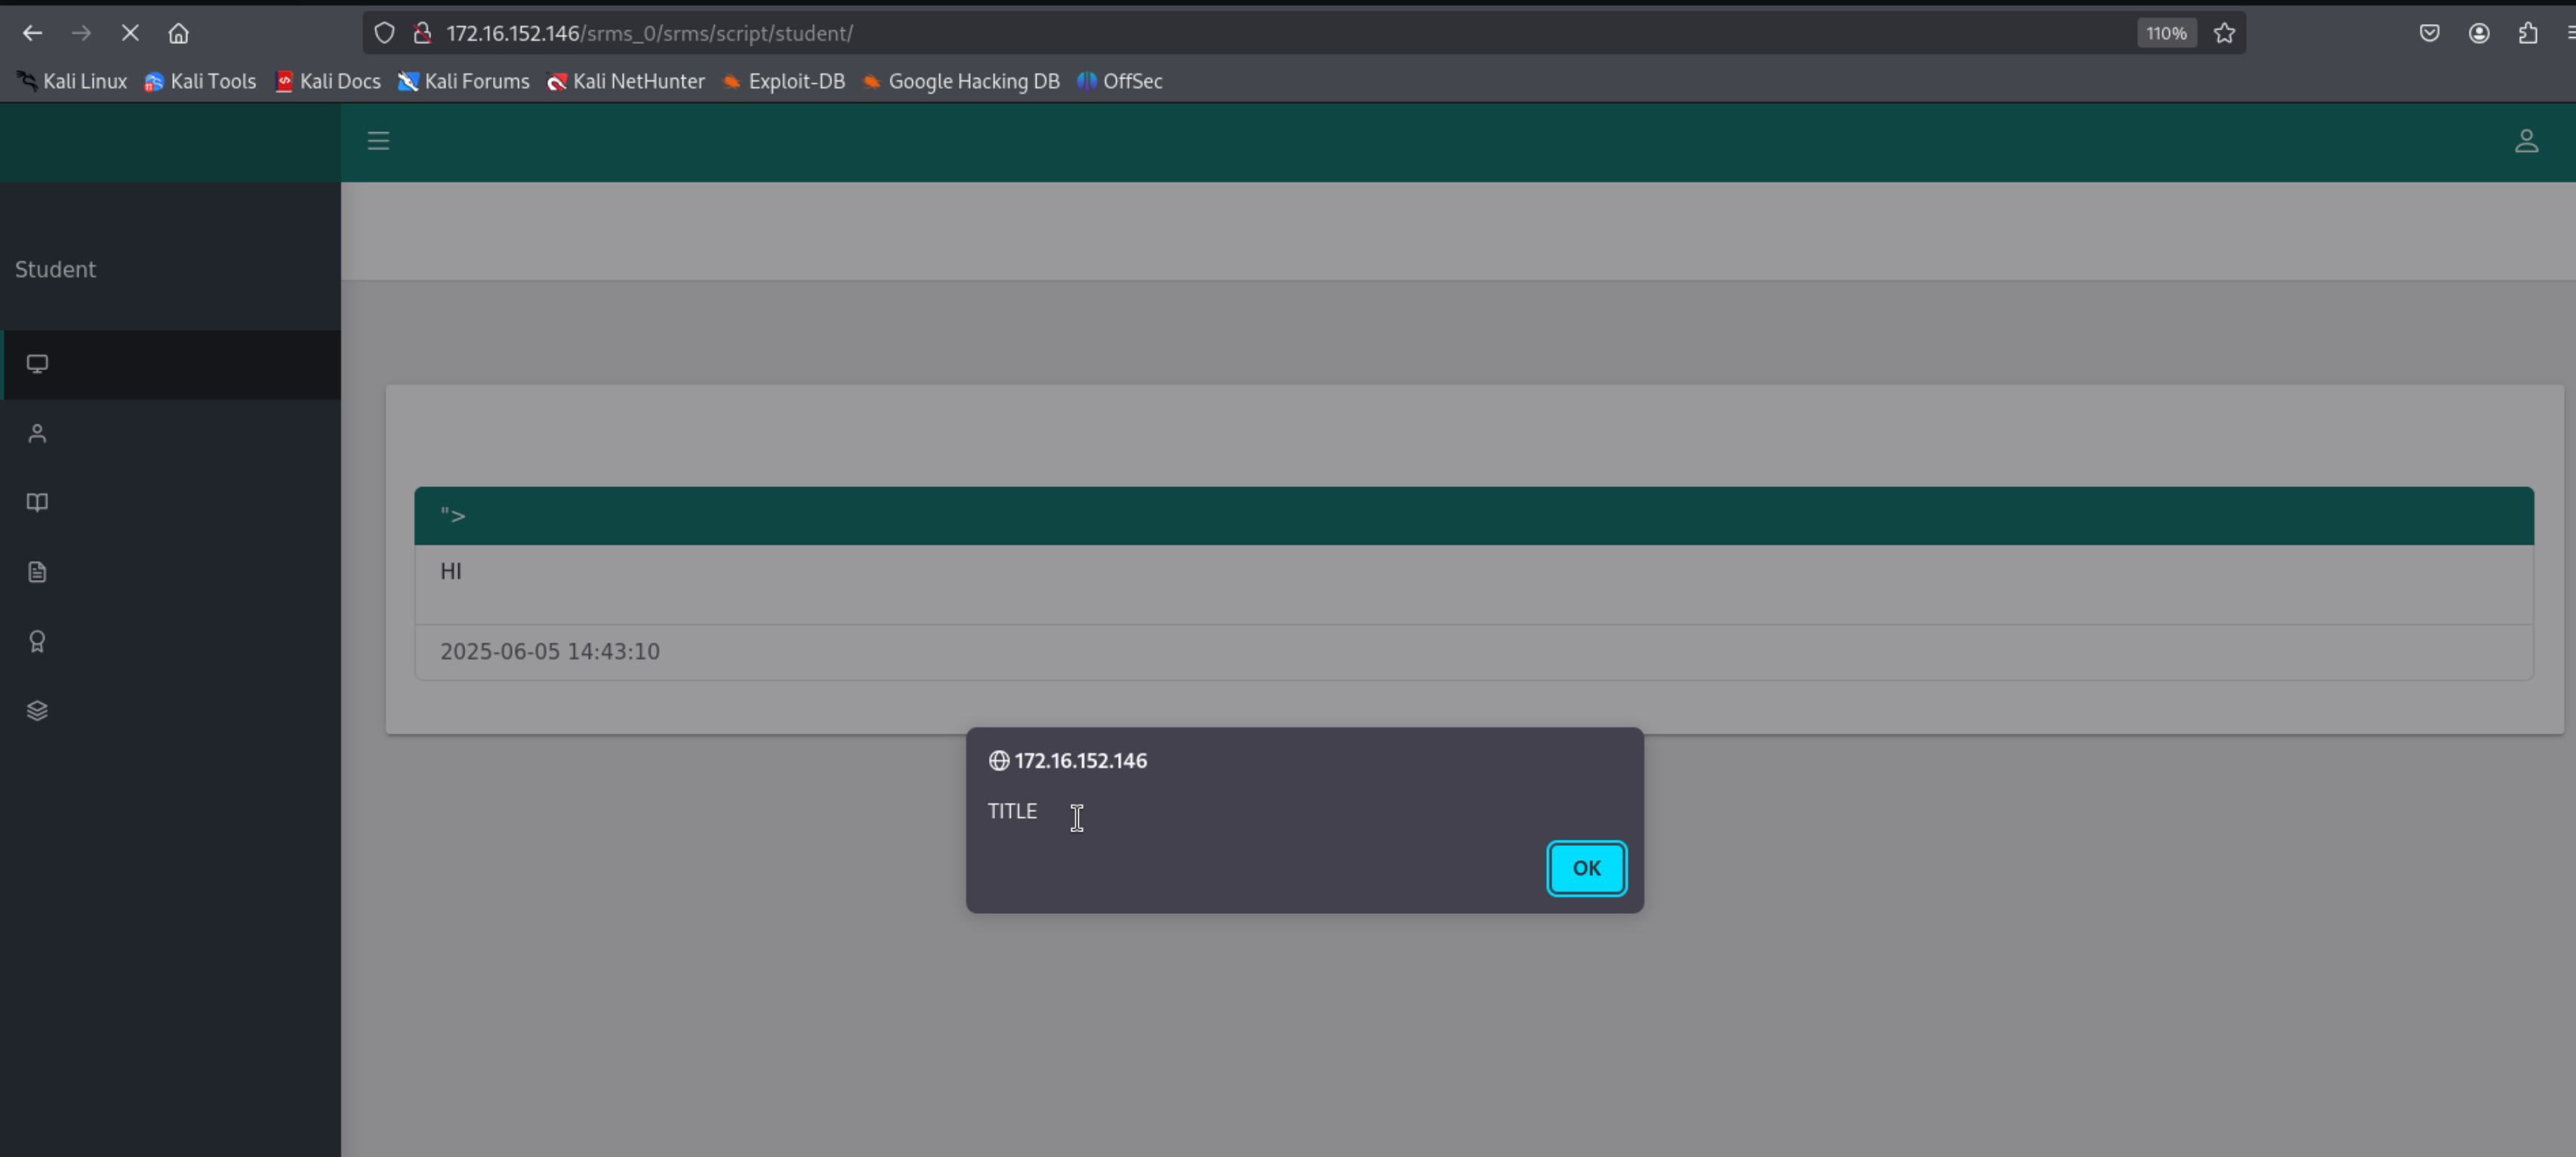 172.16.152.146/srms_0/srms/script/student/
110%
Kali Linux Kali Tools Kali Docs Kali Forums Kali NetHunter Exploit-DB Google Hacking DB OffSec
Student
">
HI
2025-06-05 14:43:10
172.16.152.146
TITLE
OK